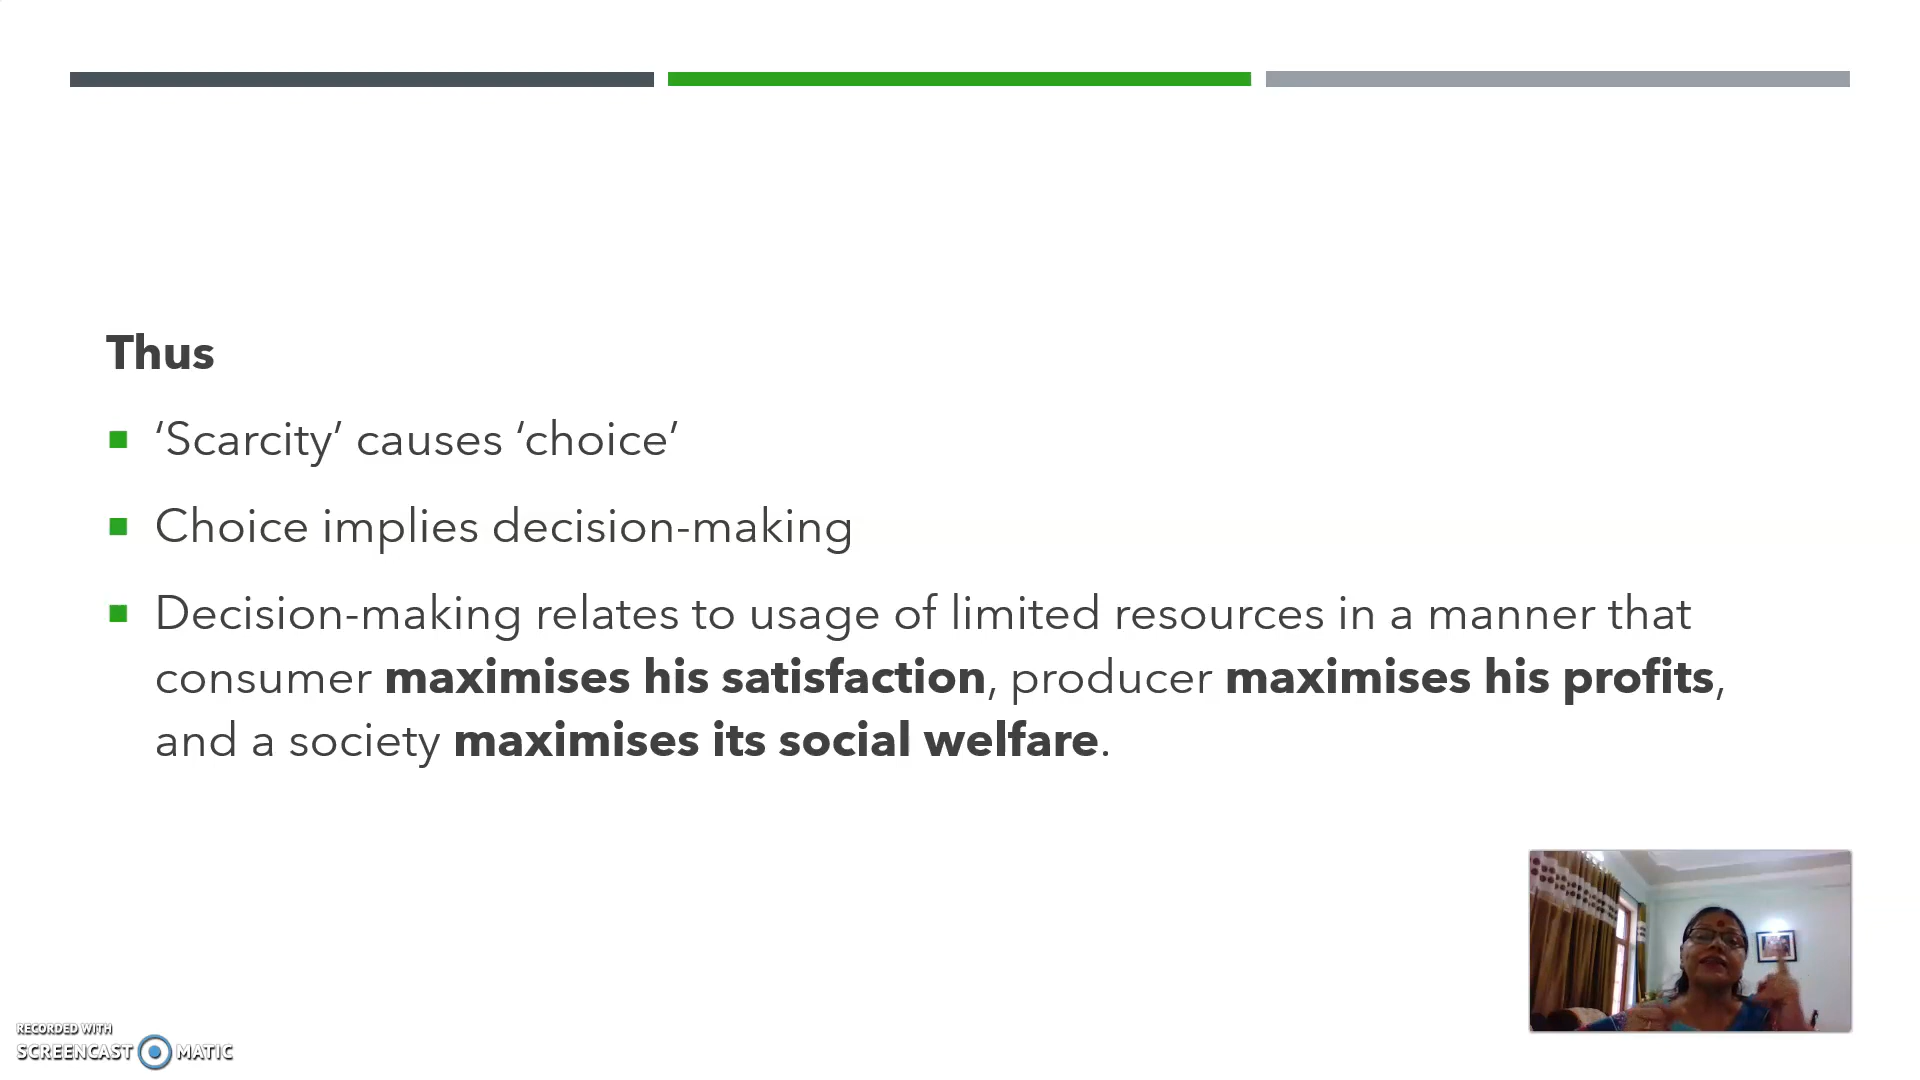 Thus
‘Scarcity’ causes ‘choice’
Choice implies decision-making
Decision-making relates to usage of limited resources in a manner that
consumer maximises his satisfaction, producer maximises his profits,
and a society maximises its social welfare.
RECORDED WITH
SCREENCAST MATIC